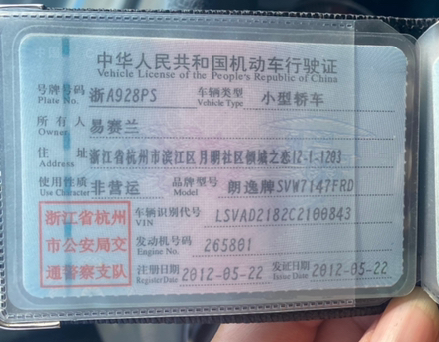 中华人民共和国机动车行驶证
Vehicle License of the People's Republic of China
号牌号码 浙A928PS 车辆类型 小型轿车
Plate No. Vehicle Type
所有人 易赛兰
Owner
住址 浙江省杭州市滨江区月明社区倾城之恋12-1-1203
Address
使用性质 非营运 品牌型号 朗逸牌SVW7147FRD
Use Character Model
浙江省杭州
市公安局交
通警察支队
车辆识别代号 LSVAD2182C2100843
VIN
发动机号码 265801
Engine No.
注册日期 2012-05-22 发证日期 2012-05-22
Register Date Issue Date